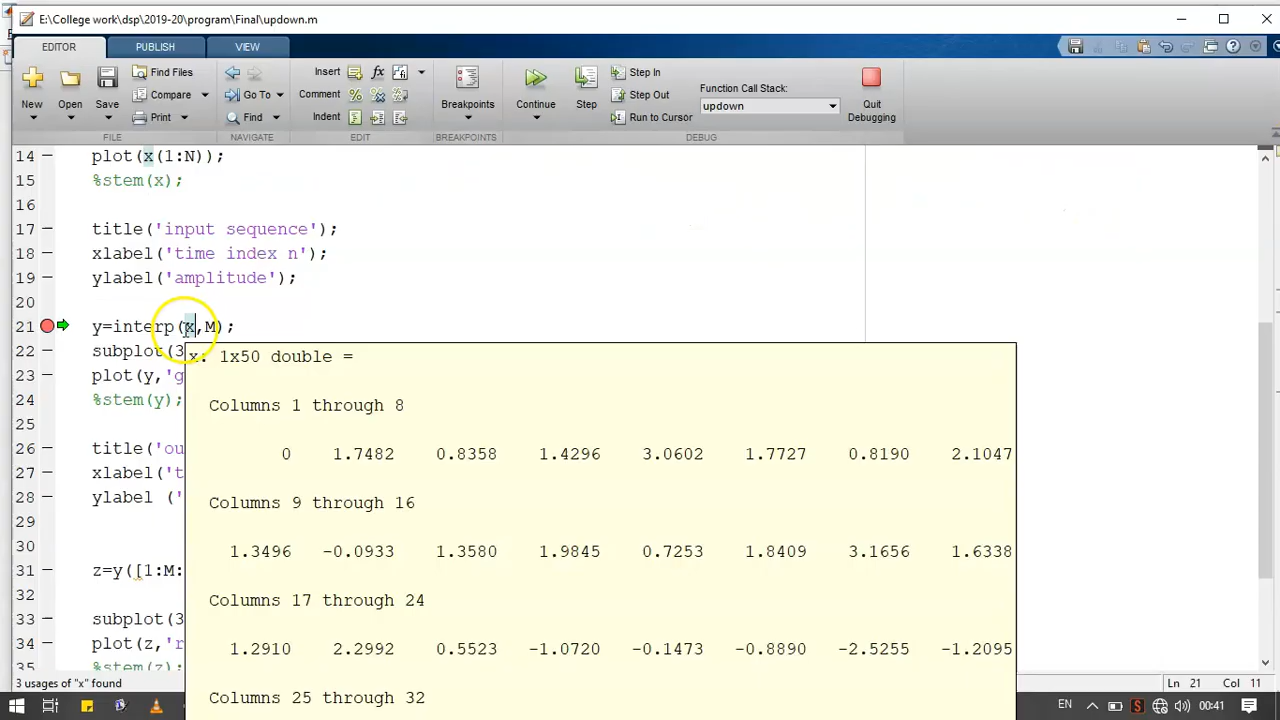 E:\College work\dsp\2019-20\program\Final\updown.m
EDITOR PUBLISH VIEW
New Open Save Find Files Compare Print
Go To Find
Insert fx
Comment % %
Indent
Breakpoints Continue Step
Step In
Step Out
Run to Cursor
Function Call Stack:
updown
Quit Debugging
FILE NAVIGATE EDIT BREAKPOINTS DEBUG
14 – plot(x(1:N));
15 %stem(x);
16
17 – title('input sequence');
18 – xlabel('time index n');
19 – ylabel('amplitude');
20
21 y=interp(x,M);
22 – subplot(3
23 – plot(y,'g
24 %stem(y);
25
26 – title('ou
27 – xlabel('t
28 – ylabel ('
29
30
31 – z=y([1:M:
32
33 – subplot(3
34 – plot(z,'r
35 %stem(z);
x: 1x50 double =
Columns 1 through 8
0 1.7482 0.8358 1.4296 3.0602 1.7727 0.8190 2.1047
Columns 9 through 16
1.3496 -0.0933 1.3580 1.9845 0.7253 1.8409 3.1656 1.6338
Columns 17 through 24
1.2910 2.2992 0.5523 -1.0720 -0.1473 -0.8890 -2.5255 -1.2095
Columns 25 through 32
3 usages of "x" found
Ln 21 Col 11
EN S 00:41